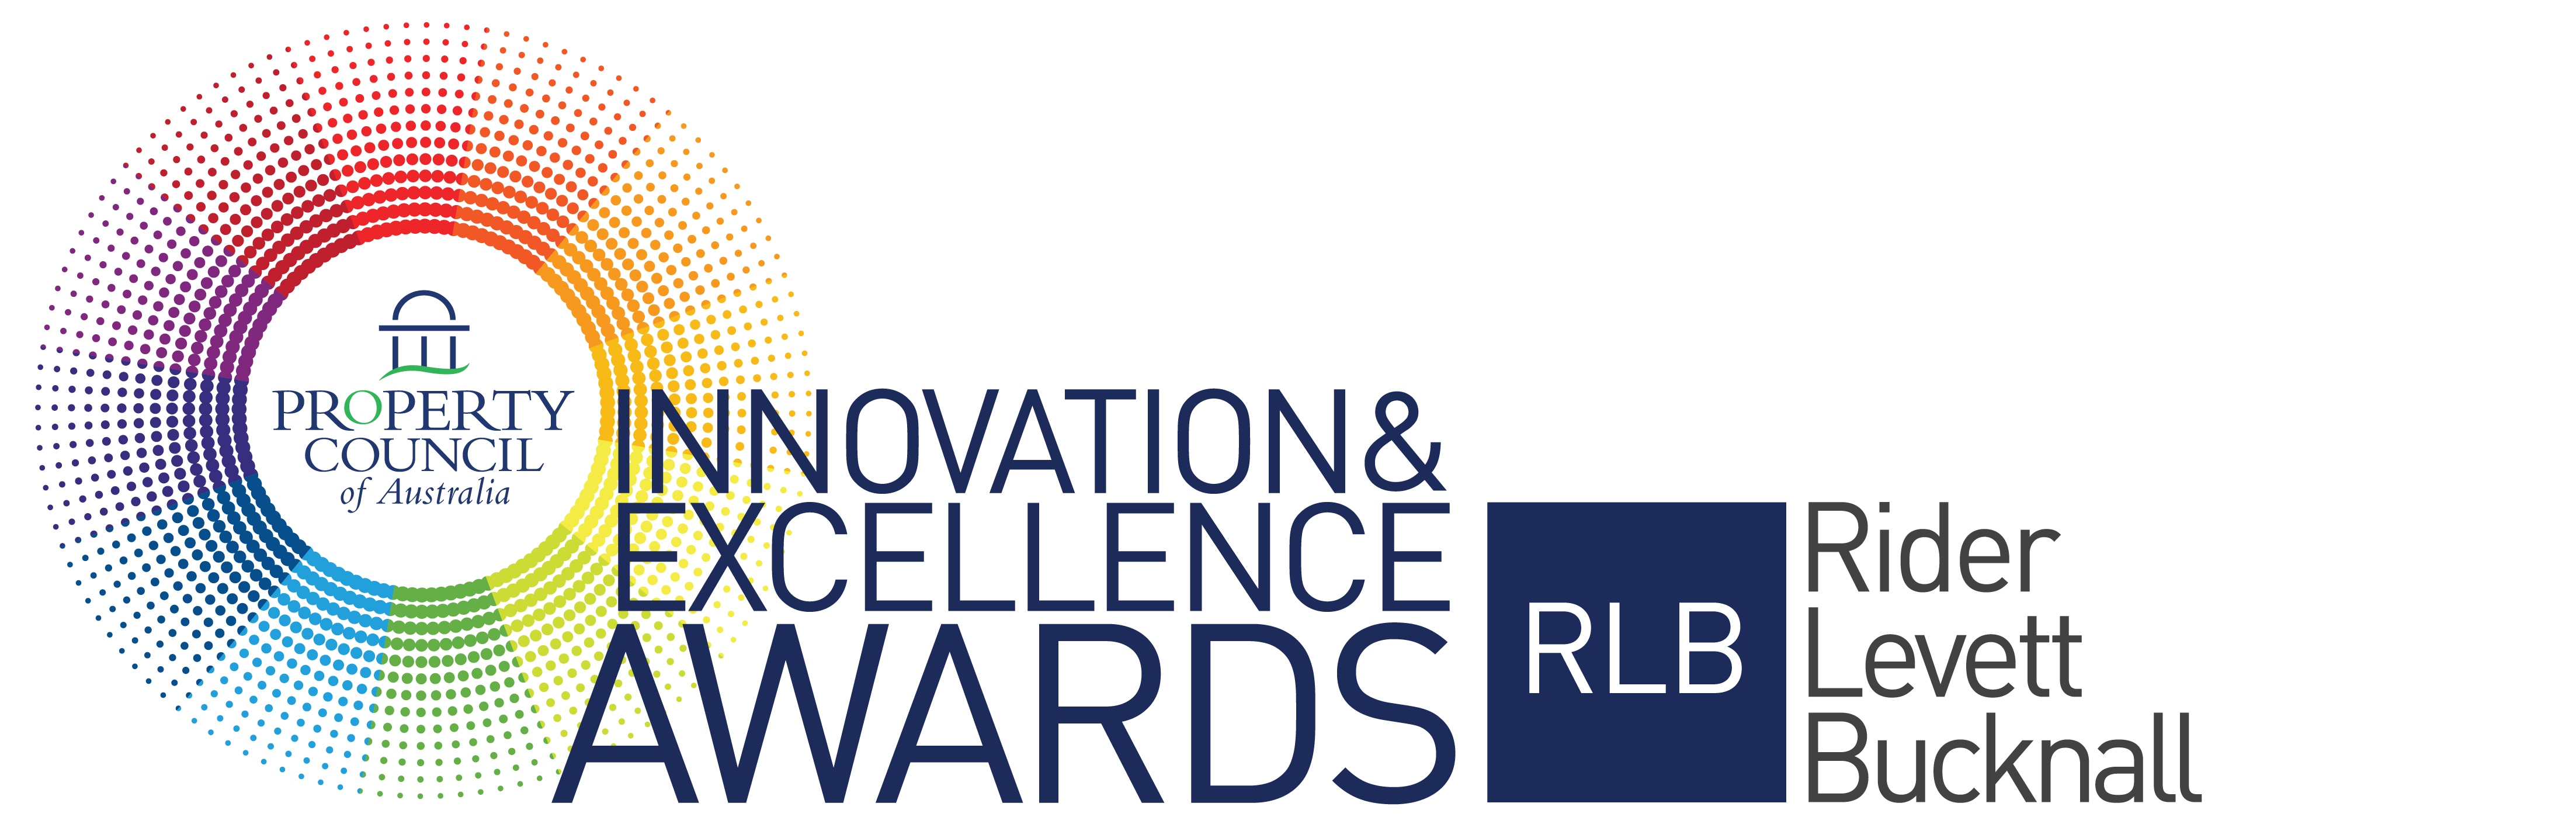 PROPERTY
COUNCIL
of Australia
INNOVATION &
EXCELLENCE
AWARDS
RLB
Rider
Levett
Bucknall